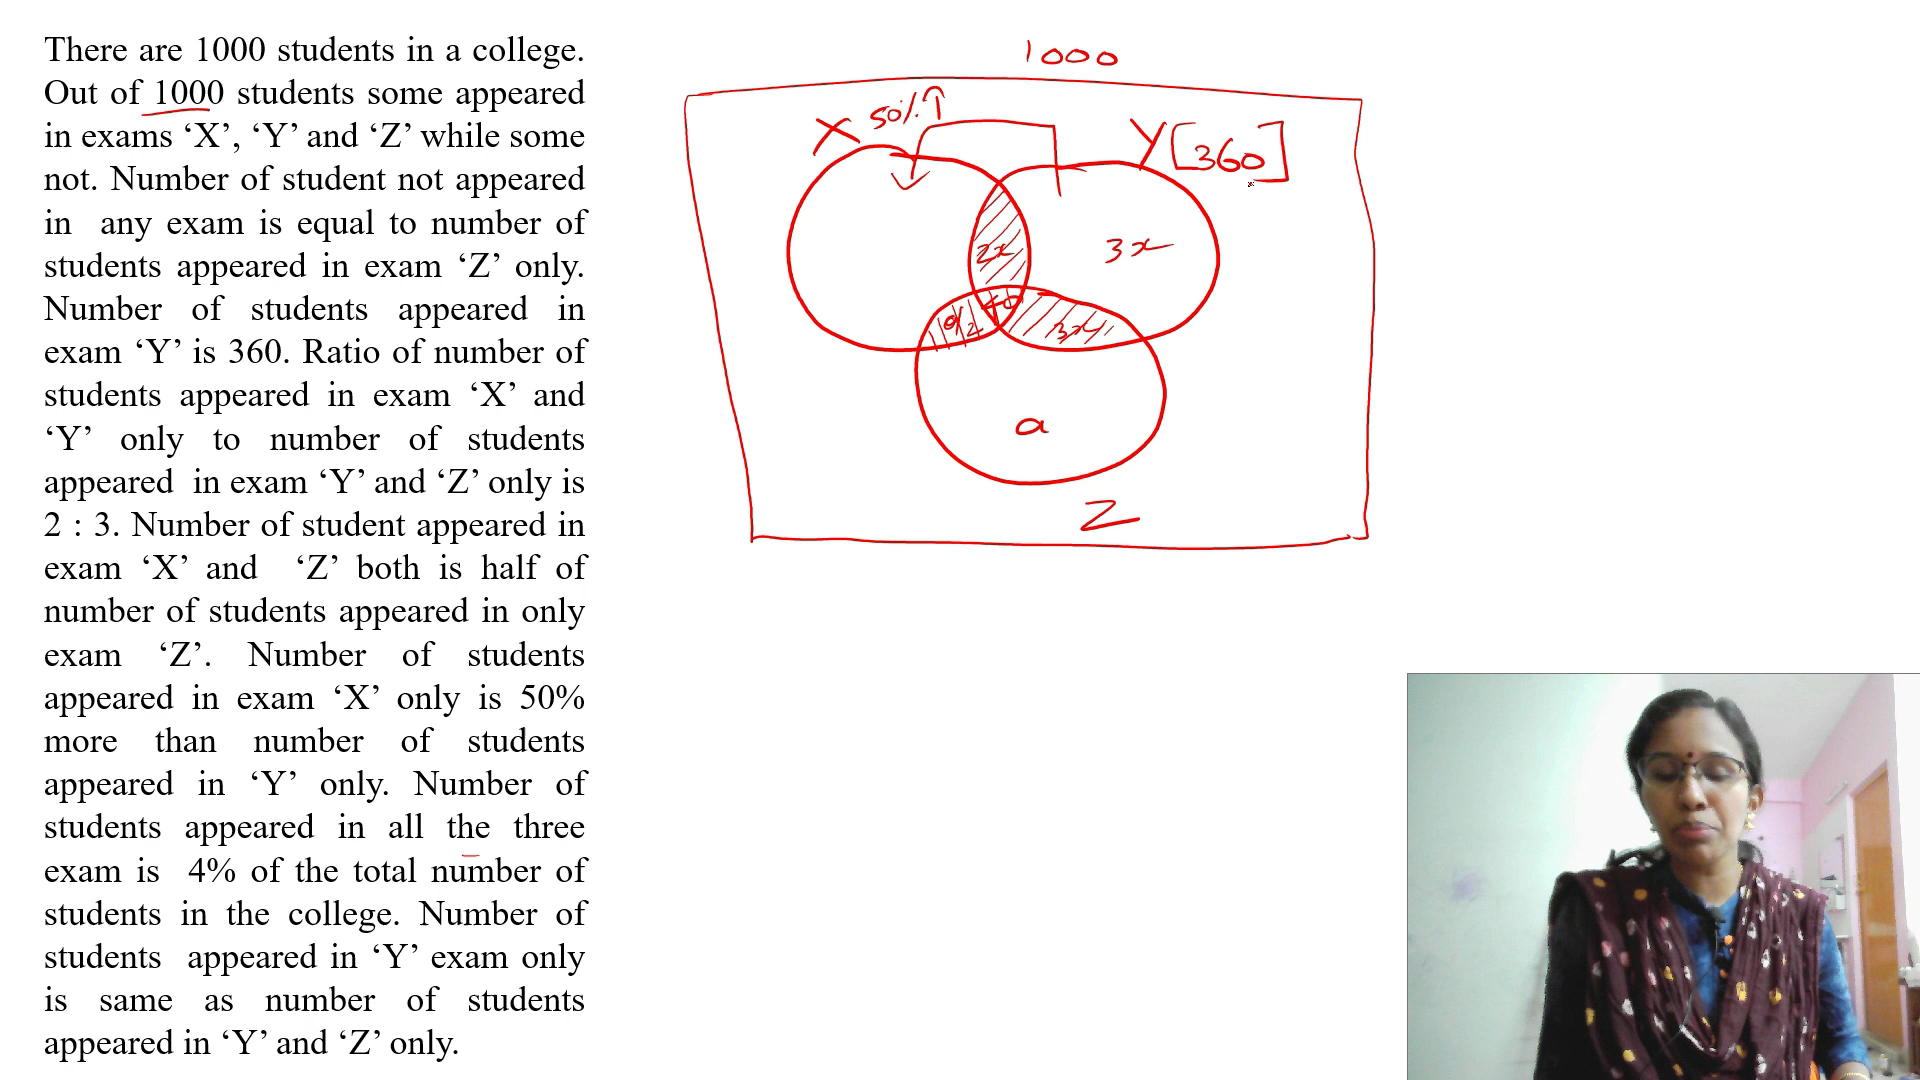 There are 1000 students in a college.
Out of 1000 students some appeared
in exams ‘X’, ‘Y’ and ‘Z’ while some
not. Number of student not appeared
in any exam is equal to number of
students appeared in exam ‘Z’ only.
Number of students appeared in
exam ‘Y’ is 360. Ratio of number of
students appeared in exam ‘X’ and
‘Y’ only to number of students
appeared in exam ‘Y’ and ‘Z’ only is
2 : 3. Number of student appeared in
exam ‘X’ and ‘Z’ both is half of
number of students appeared in only
exam ‘Z’. Number of students
appeared in exam ‘X’ only is 50%
more than number of students
appeared in ‘Y’ only. Number of
students appeared in all the three
exam is 4% of the total number of
students in the college. Number of
students appeared in ‘Y’ exam only
is same as number of students
appeared in ‘Y’ and ‘Z’ only.
1000
X 50%↑
Y [360]
2x
3x
a/2
40
3x
a
Z